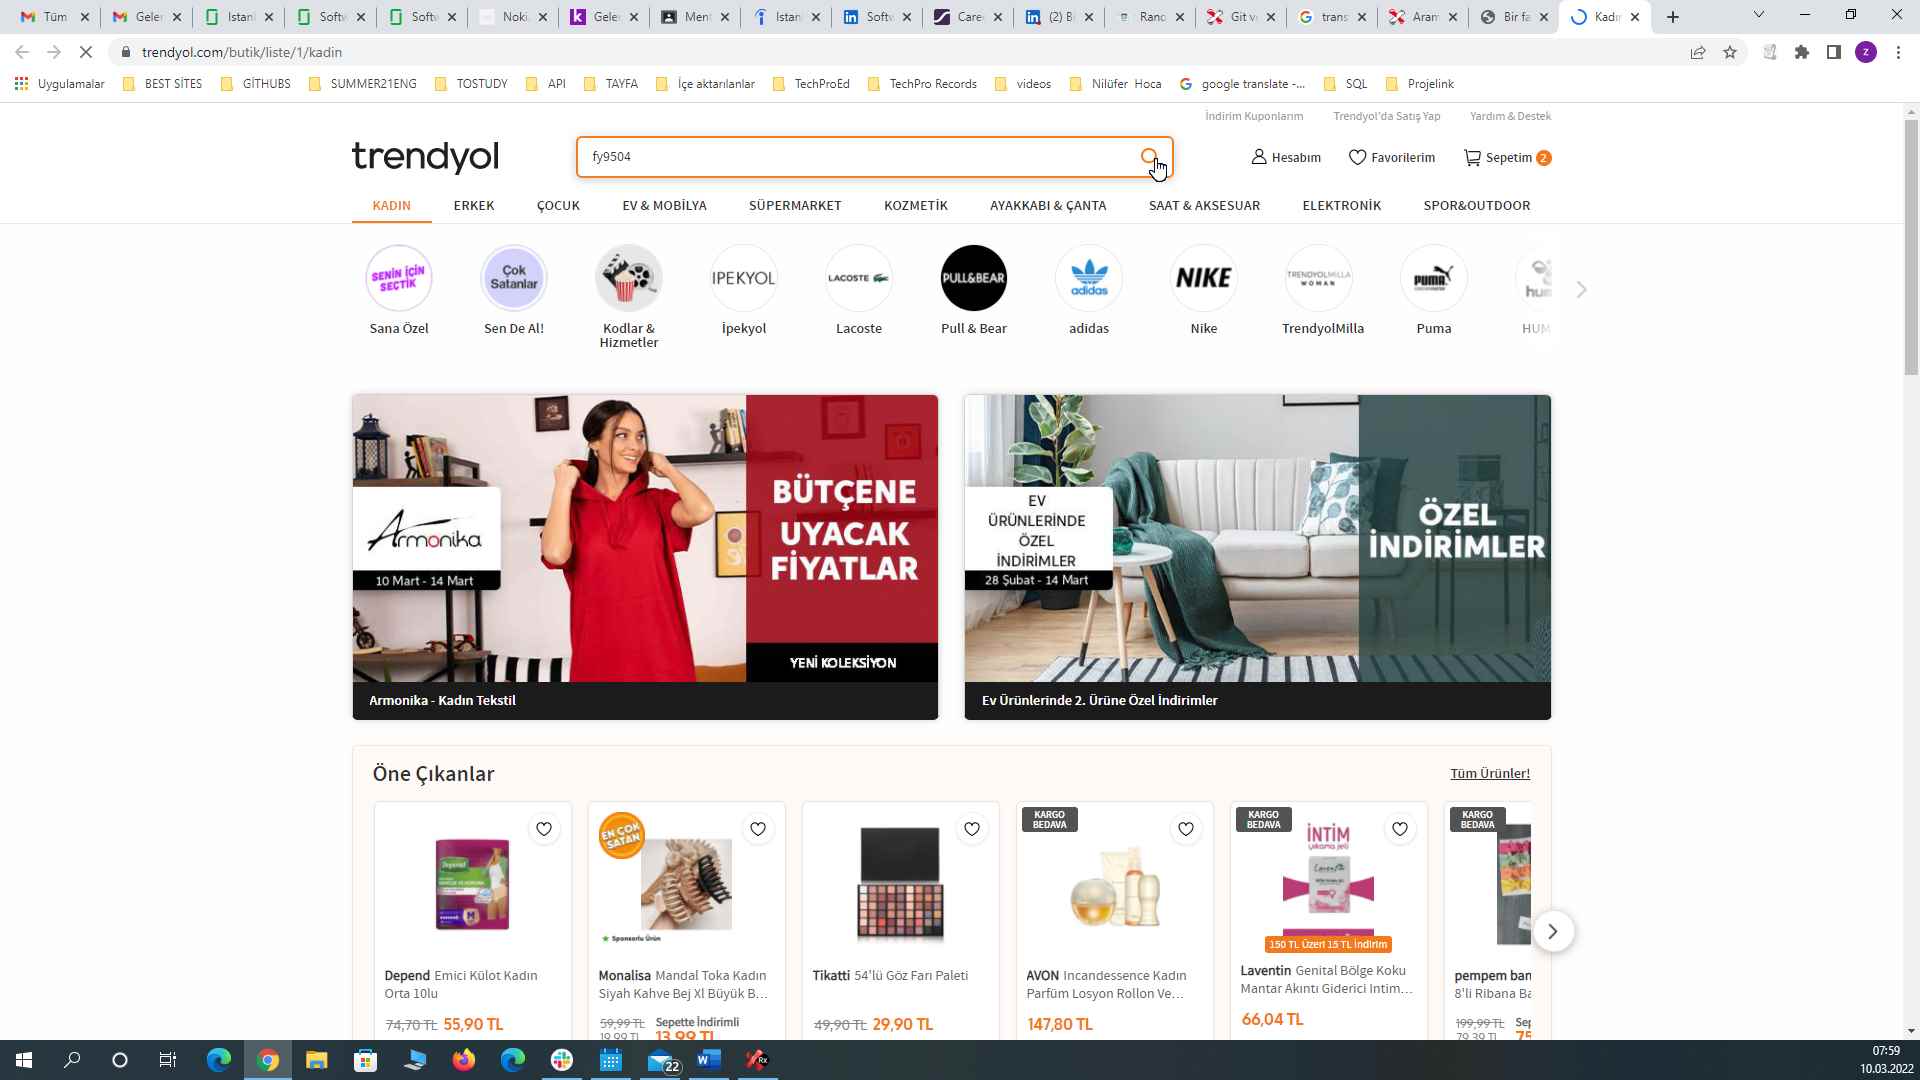 Tüm
Gelen
Istanl
Softw
Softw
Noki
Gelen
Ment
Istan
Softw
Care
(2) B
Ranc
Git v
trans
Aram
Bir fa
Kadın
trendyol.com/butik/liste/1/kadin
z
Uygulamalar
BEST SİTES
GİTHUBS
SUMMER21ENG
TOSTUDY
API
TAYFA
İçe aktarılanlar
TechProEd
TechPro Records
videos
Nilüfer Hoca
google translate -...
SQL
Projelink
İndirim Kuponlarım
Trendyol'da Satış Yap
Yardım & Destek
trendyol
fy9504
Hesabım
Favorilerim
Sepetim 2
KADIN
ERKEK
ÇOCUK
EV & MOBİLYA
SÜPERMARKET
KOZMETİK
AYAKKABI & ÇANTA
SAAT & AKSESUAR
ELEKTRONİK
SPOR&OUTDOOR
SENİN İÇİN
SEÇTİK
Çok
Satanlar
IPEKYOL
LACOSTE
PULL&BEAR
adidas
NIKE
TRENDYOLMILLA
WOMAN
PUMA
hum
Sana Özel
Sen De Al!
Kodlar &
Hizmetler
İpekyol
Lacoste
Pull & Bear
adidas
Nike
TrendyolMilla
Puma
HUM
Armonika
10 Mart - 14 Mart
BÜTÇENE
UYACAK
FİYATLAR
YENİ KOLEKSİYON
Armonika - Kadın Tekstil
EV
ÜRÜNLERİNDE
ÖZEL
İNDİRİMLER
28 Şubat - 14 Mart
ÖZEL
İNDİRİMLER
Ev Ürünlerinde 2. Ürüne Özel İndirimler
Öne Çıkanlar
Tüm Ürünler!
Depend
M
Depend Emici Külot Kadın
Orta 10lu
74,70 TL 55,90 TL
EN ÇOK
SATAN
Sponsorlu Ürün
Monalisa Mandal Toka Kadın
Siyah Kahve Bej Xl Büyük B...
59,99 TL Sepette İndirimli
19,99 TL 13,99 TL
Tikatti 54'lü Göz Farı Paleti
49,90 TL 29,90 TL
KARGO
BEDAVA
AVON Incandessence Kadın
Parfüm Losyon Rollon Ve...
147,80 TL
KARGO
BEDAVA
İNTİM
yıkama jeli
150 TL Üzeri 15 TL İndirim
Laventin Genital Bölge Koku
Mantar Akıntı Giderici Intim...
66,04 TL
KARGO
BEDAVA
pempem ban
8'li Ribana Ba
199,99 TL Sep
79,39 TL 75
22
07:59
10.03.2022